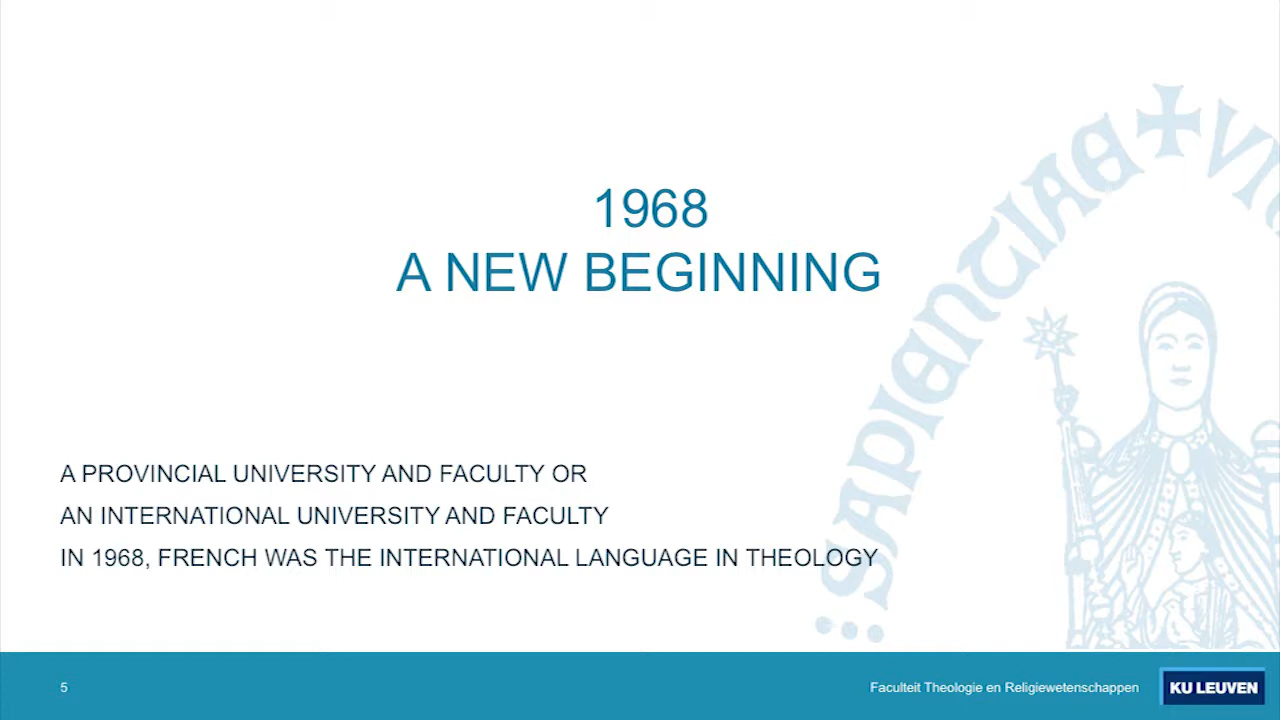 1968
A NEW BEGINNING
SAPIENTIAE
A PROVINCIAL UNIVERSITY AND FACULTY OR
AN INTERNATIONAL UNIVERSITY AND FACULTY
IN 1968, FRENCH WAS THE INTERNATIONAL LANGUAGE IN THEOLOGY
5
Faculteit Theologie en Religiewetenschappen
KU LEUVEN